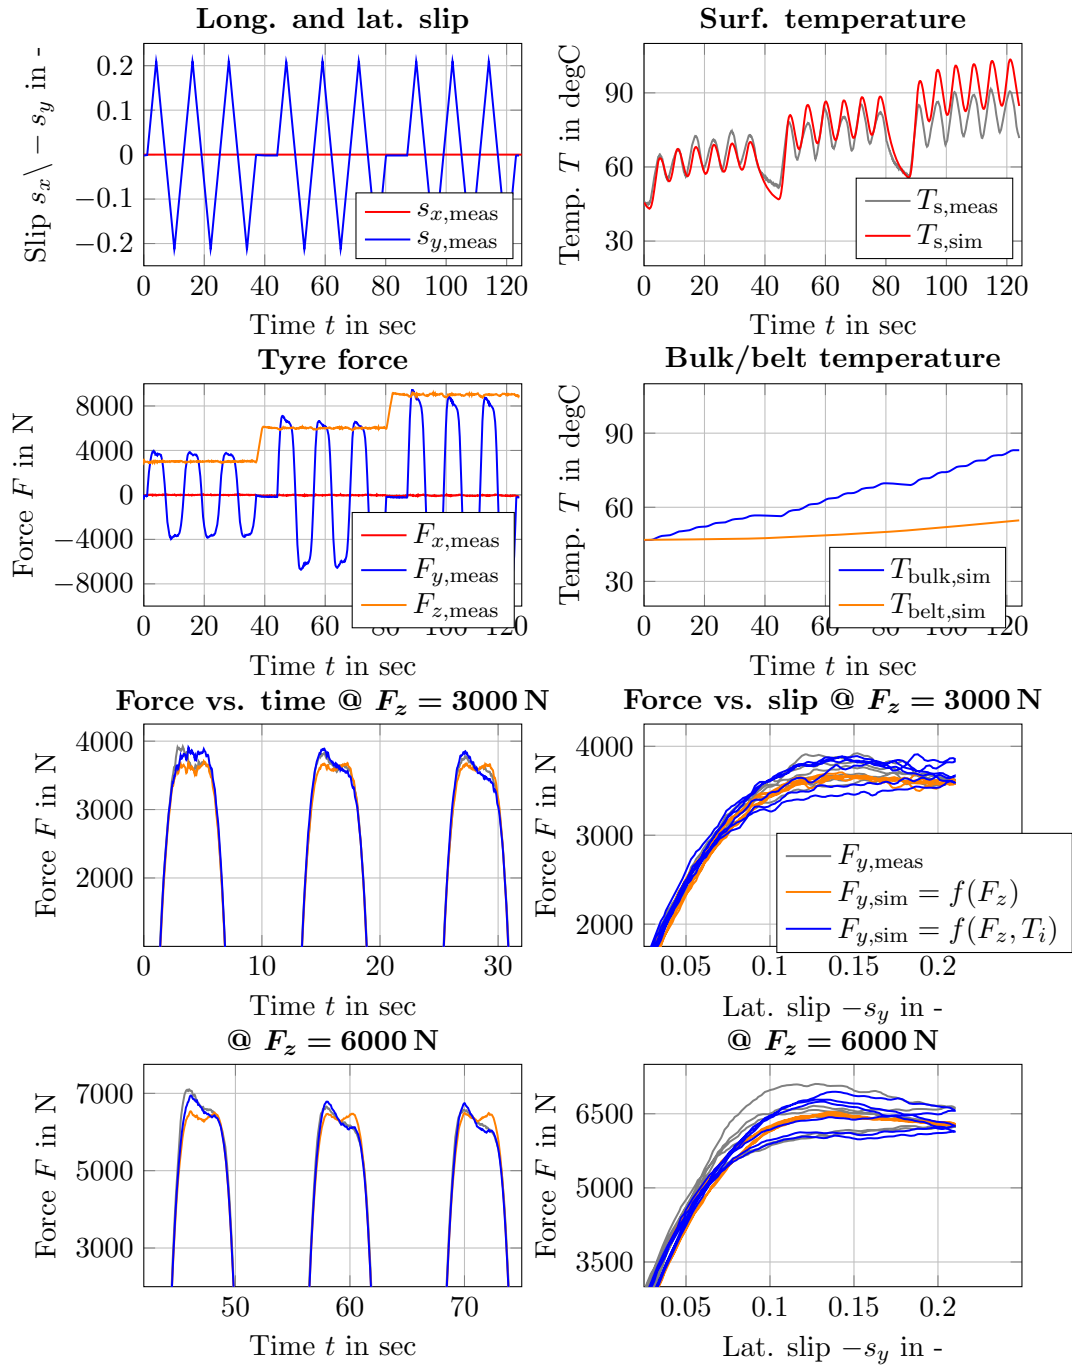 Long. and lat. slip
Slip s_x\ − s_y in -
0.2
0.1
0
−0.1
−0.2
s_x,meas
s_y,meas
0 20 40 60 80 100 120
Time t in sec
Surf. temperature
Temp. T in degC
90
60
30
T_s,meas
T_s,sim
0 20 40 60 80 100 120
Time t in sec
Tyre force
Force F in N
8000
4000
0
−4000
−8000
F_x,meas
F_y,meas
F_z,meas
0 20 40 60 80 100 120
Time t in sec
Bulk/belt temperature
Temp. T in degC
90
60
30
T_bulk,sim
T_belt,sim
0 20 40 60 80 100 120
Time t in sec
Force vs. time @ F_z = 3000 N
Force F in N
4000
3000
2000
0 10 20 30
Time t in sec
Force vs. slip @ F_z = 3000 N
Force F in N
4000
3000
2000
F_y,meas
F_y,sim = f(F_z)
F_y,sim = f(F_z, T_i)
0.05 0.1 0.15 0.2
Lat. slip −s_y in -
@ F_z = 6000 N
Force F in N
7000
5000
3000
50 60 70
Time t in sec
@ F_z = 6000 N
Force F in N
6500
5000
3500
0.05 0.1 0.15 0.2
Lat. slip −s_y in -